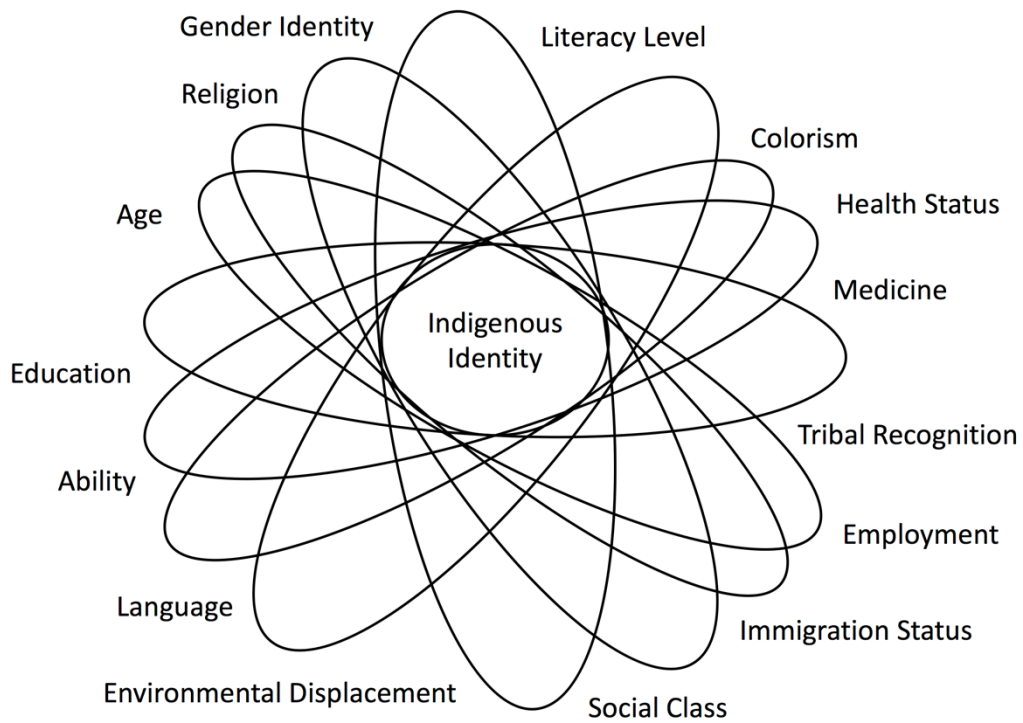 Gender Identity
Literacy Level
Religion
Colorism
Age
Health Status
Medicine
Indigenous
Identity
Education
Tribal Recognition
Ability
Employment
Language
Immigration Status
Environmental Displacement
Social Class